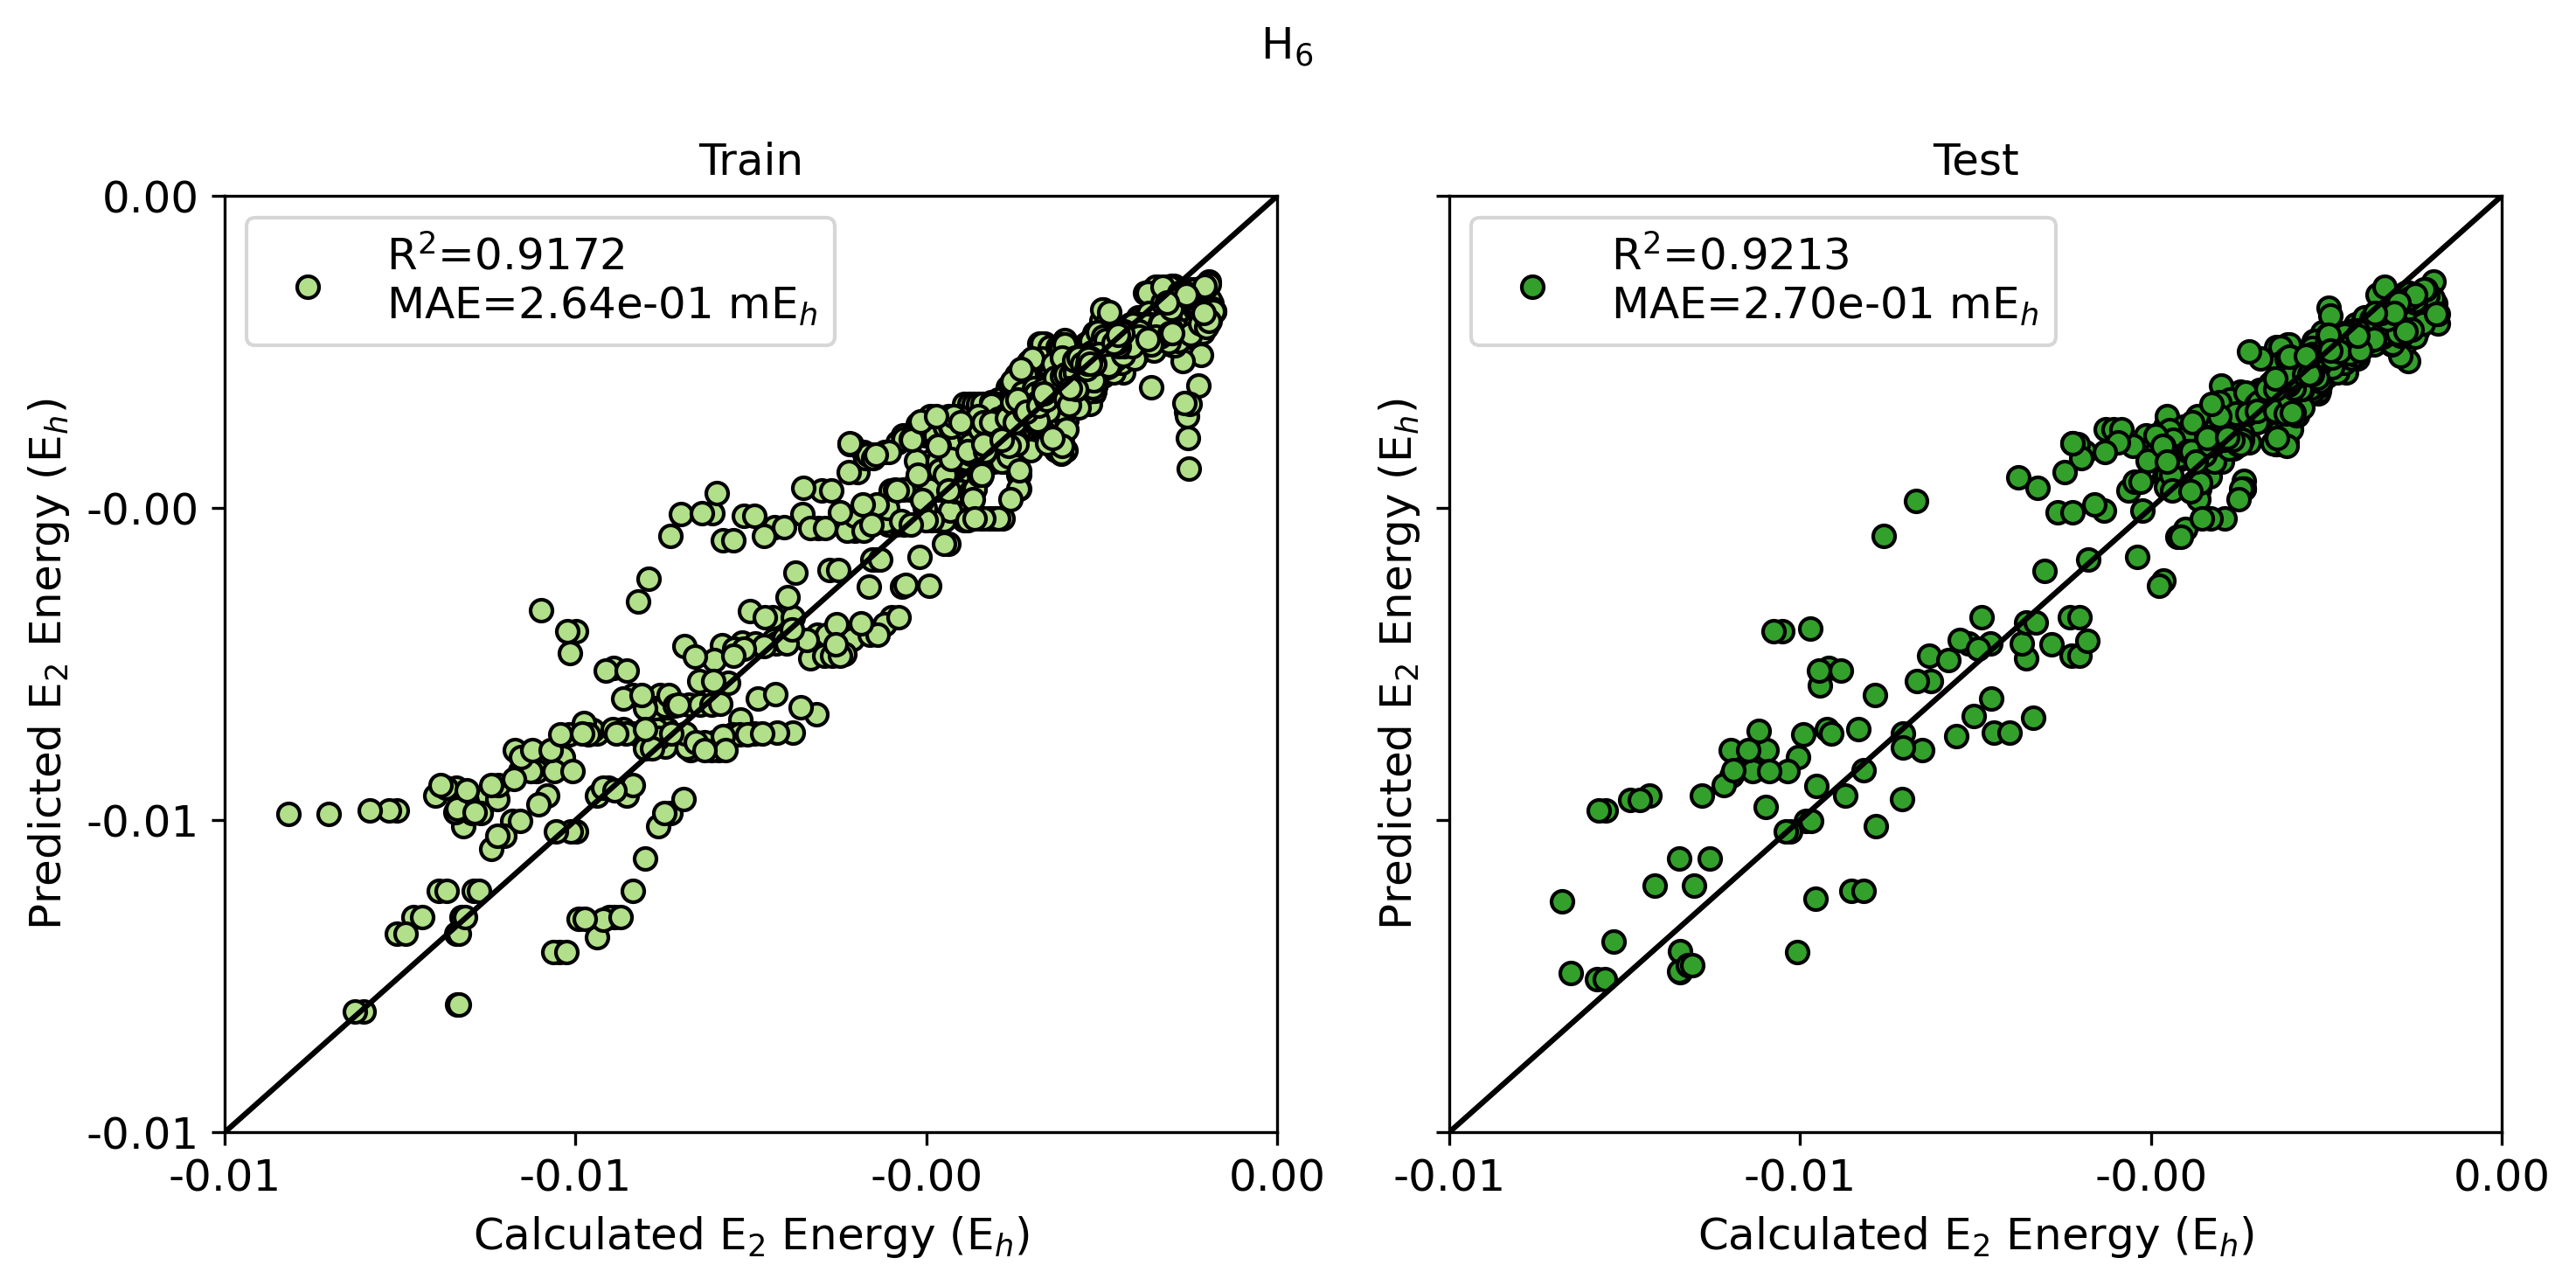 H₆
Train
Test
R²=0.9172
MAE=2.64e-01 mEₕ
R²=0.9213
MAE=2.70e-01 mEₕ
0.00
-0.00
-0.01
-0.01
Predicted E₂ Energy (Eₕ)
-0.01 -0.01 -0.00 0.00
Calculated E₂ Energy (Eₕ)
Predicted E₂ Energy (Eₕ)
-0.01 -0.01 -0.00 0.00
Calculated E₂ Energy (Eₕ)